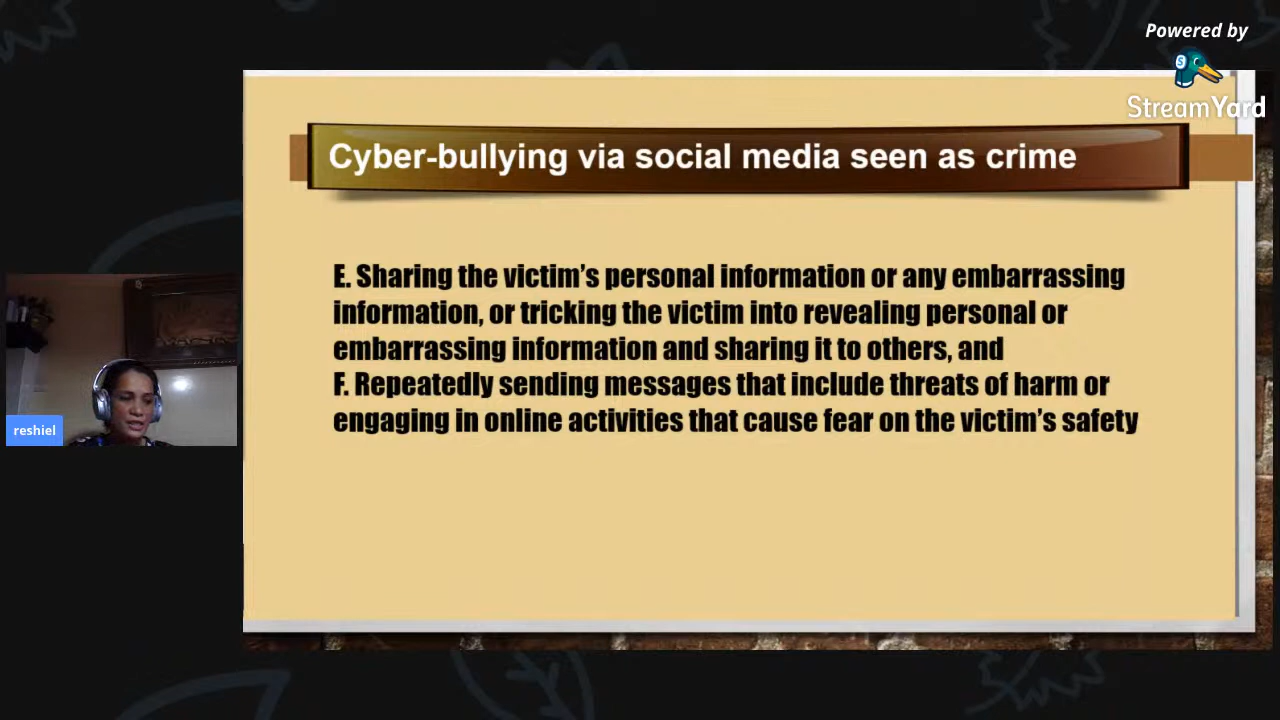 Powered by
StreamYard
Cyber-bullying via social media seen as crime
E. Sharing the victim’s personal information or any embarrassing
information, or tricking the victim into revealing personal or
embarrassing information and sharing it to others, and
F. Repeatedly sending messages that include threats of harm or
engaging in online activities that cause fear on the victim’s safety
reshiel